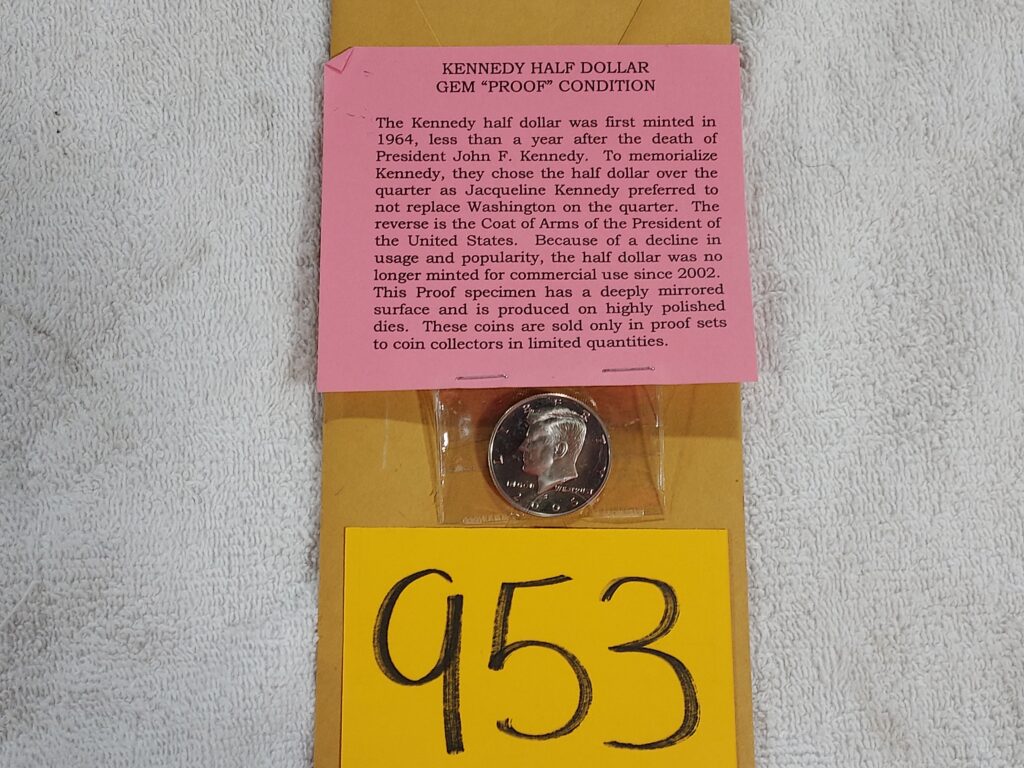 KENNEDY HALF DOLLAR
GEM “PROOF” CONDITION
The Kennedy half dollar was first minted in
1964, less than a year after the death of
President John F. Kennedy. To memorialize
Kennedy, they chose the half dollar over the
quarter as Jacqueline Kennedy preferred to
not replace Washington on the quarter. The
reverse is the Coat of Arms of the President of
the United States. Because of a decline in
usage and popularity, the half dollar was no
longer minted for commercial use since 2002.
This Proof specimen has a deeply mirrored
surface and is produced on highly polished
dies. These coins are sold only in proof sets
to coin collectors in limited quantities.
LIBERTY
953